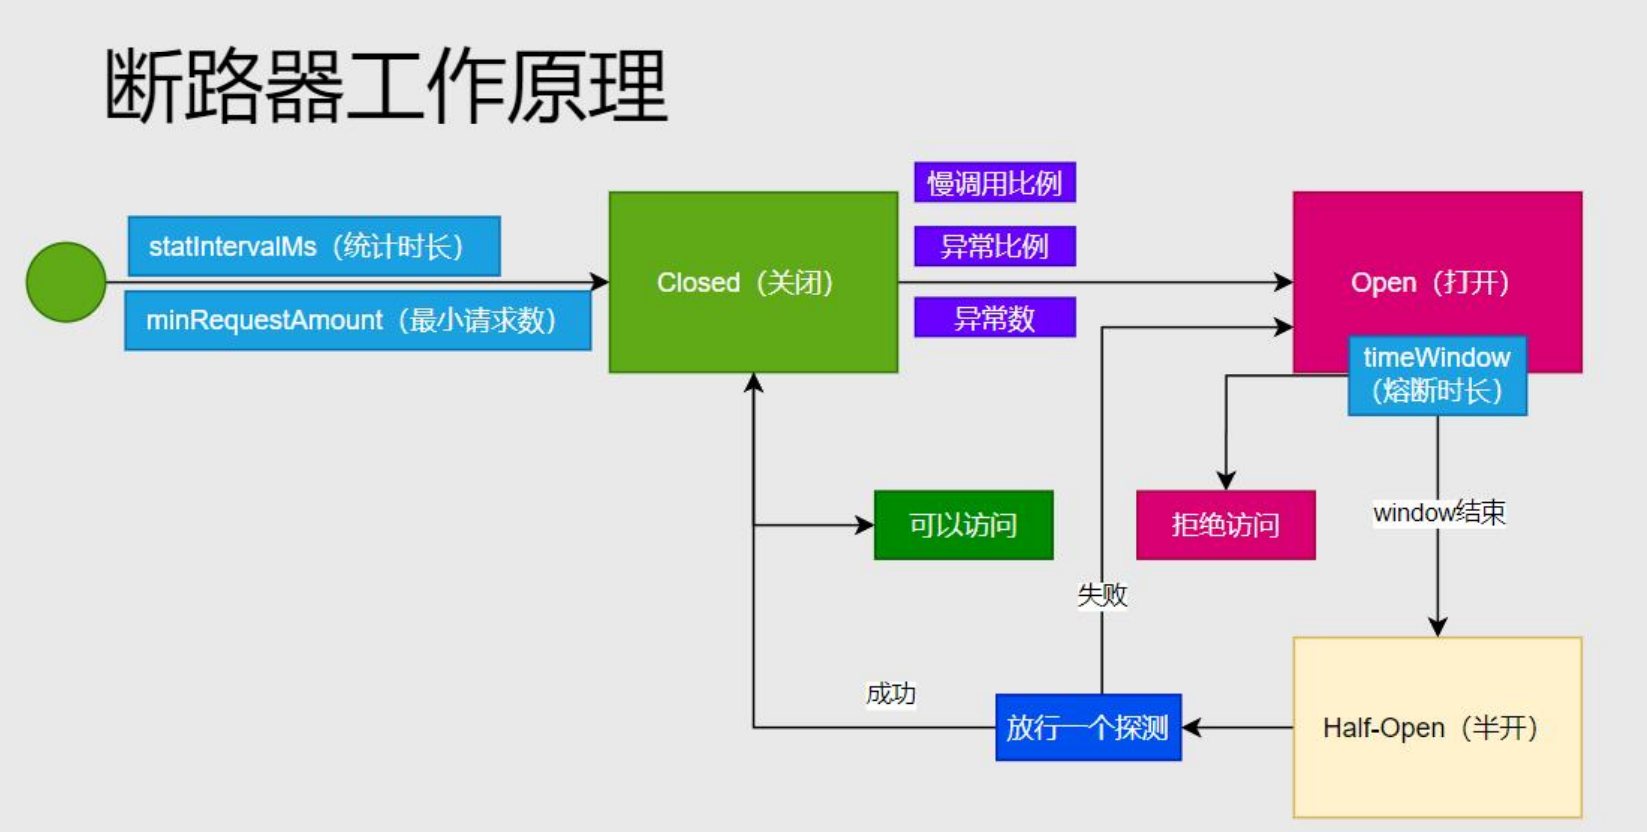 断路器工作原理
statIntervalMs（统计时长）
minRequestAmount（最小请求数）
Closed（关闭）
慢调用比例
异常比例
异常数
Open（打开）
timeWindow
（熔断时长）
可以访问
拒绝访问
window结束
失败
成功
放行一个探测
Half-Open（半开）